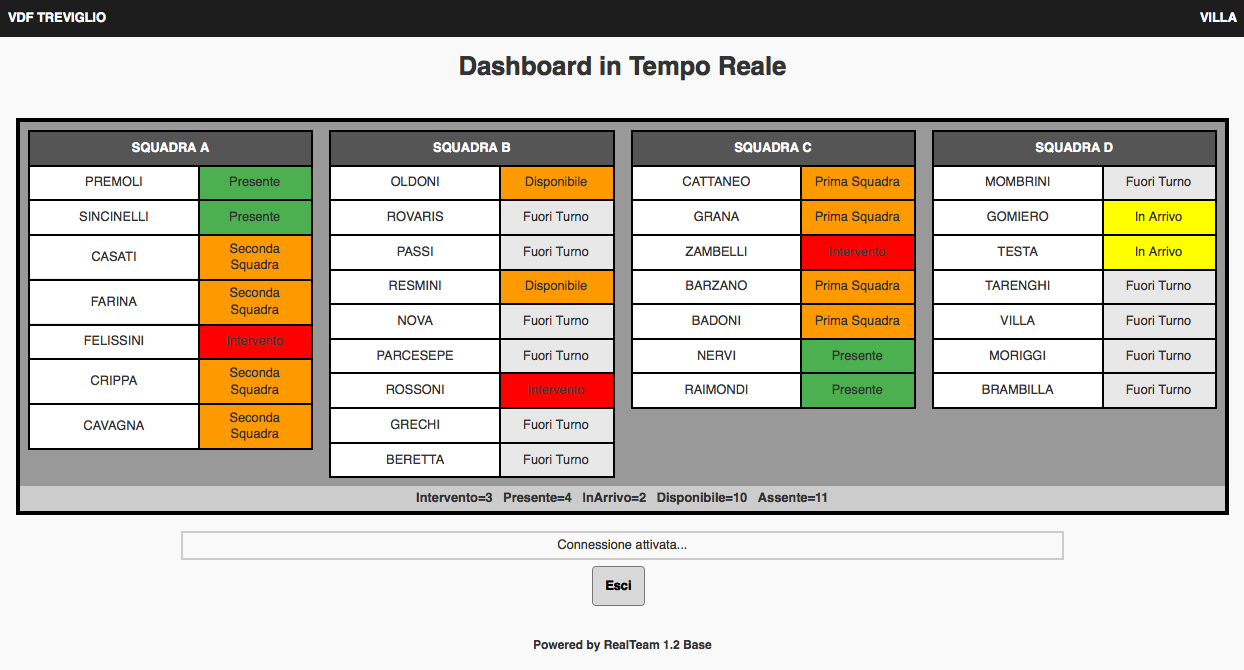 VDF TREVIGLIO VILLA
Dashboard in Tempo Reale
SQUADRA A
PREMOLI Presente
SINCINELLI Presente
CASATI Seconda
Squadra
FARINA Seconda
Squadra
FELISSINI Intervento
CRIPPA Seconda
Squadra
CAVAGNA Seconda
Squadra
SQUADRA B
OLDONI Disponibile
ROVARIS Fuori Turno
PASSI Fuori Turno
RESMINI Disponibile
NOVA Fuori Turno
PARCESEPE Fuori Turno
ROSSONI Intervento
GRECHI Fuori Turno
BERETTA Fuori Turno
SQUADRA C
CATTANEO Prima Squadra
GRANA Prima Squadra
ZAMBELLI Intervento
BARZANO Prima Squadra
BADONI Prima Squadra
NERVI Presente
RAIMONDI Presente
SQUADRA D
MOMBRINI Fuori Turno
GOMIERO In Arrivo
TESTA In Arrivo
TARENGHI Fuori Turno
VILLA Fuori Turno
MORIGGI Fuori Turno
BRAMBILLA Fuori Turno
Intervento=3 Presente=4 InArrivo=2 Disponibile=10 Assente=11
Connessione attivata...
Esci
Powered by RealTeam 1.2 Base